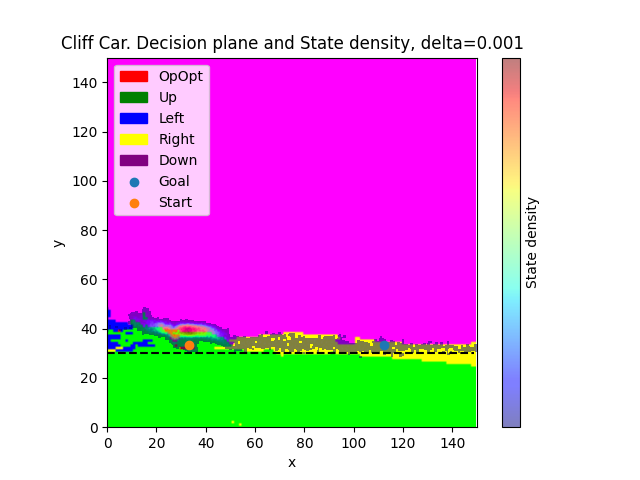 Cliff Car. Decision plane and State density, delta=0.001
OpOpt
Up
Left
Right
Down
Goal
Start
140
120
100
80
60
40
20
0
y
0 20 40 60 80 100 120 140
x
State density